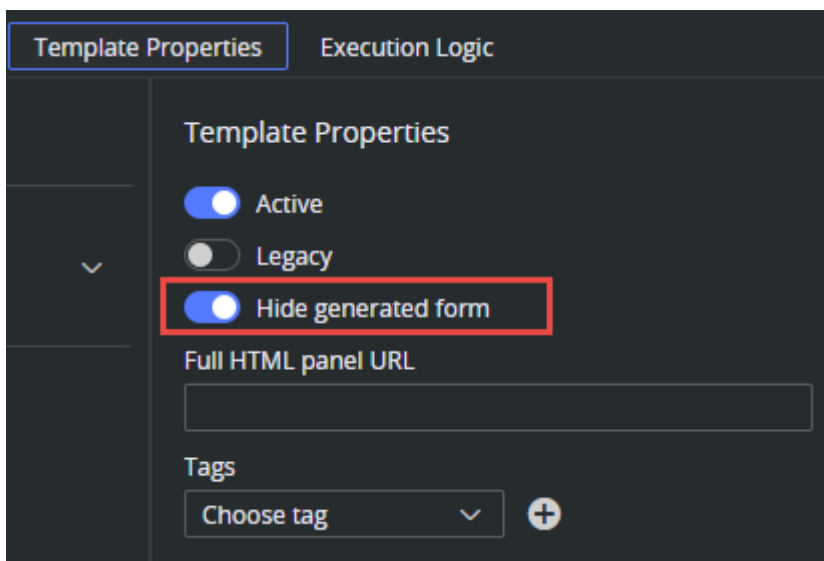 Template Properties
Execution Logic
Template Properties
Active
Legacy
Hide generated form
Full HTML panel URL
Tags
Choose tag